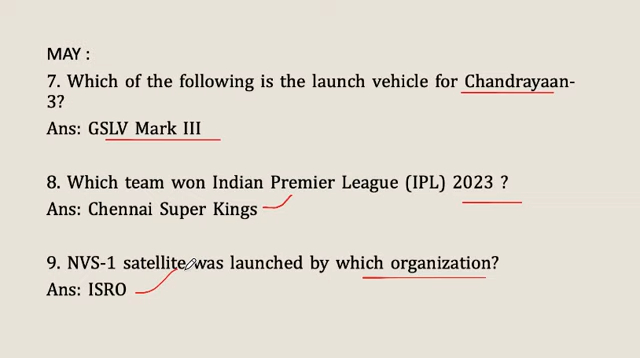 MAY :
7. Which of the following is the launch vehicle for Chandrayaan-
3?
Ans: GSLV Mark III
8. Which team won Indian Premier League (IPL) 2023 ?
Ans: Chennai Super Kings
9. NVS-1 satellite was launched by which organization?
Ans: ISRO